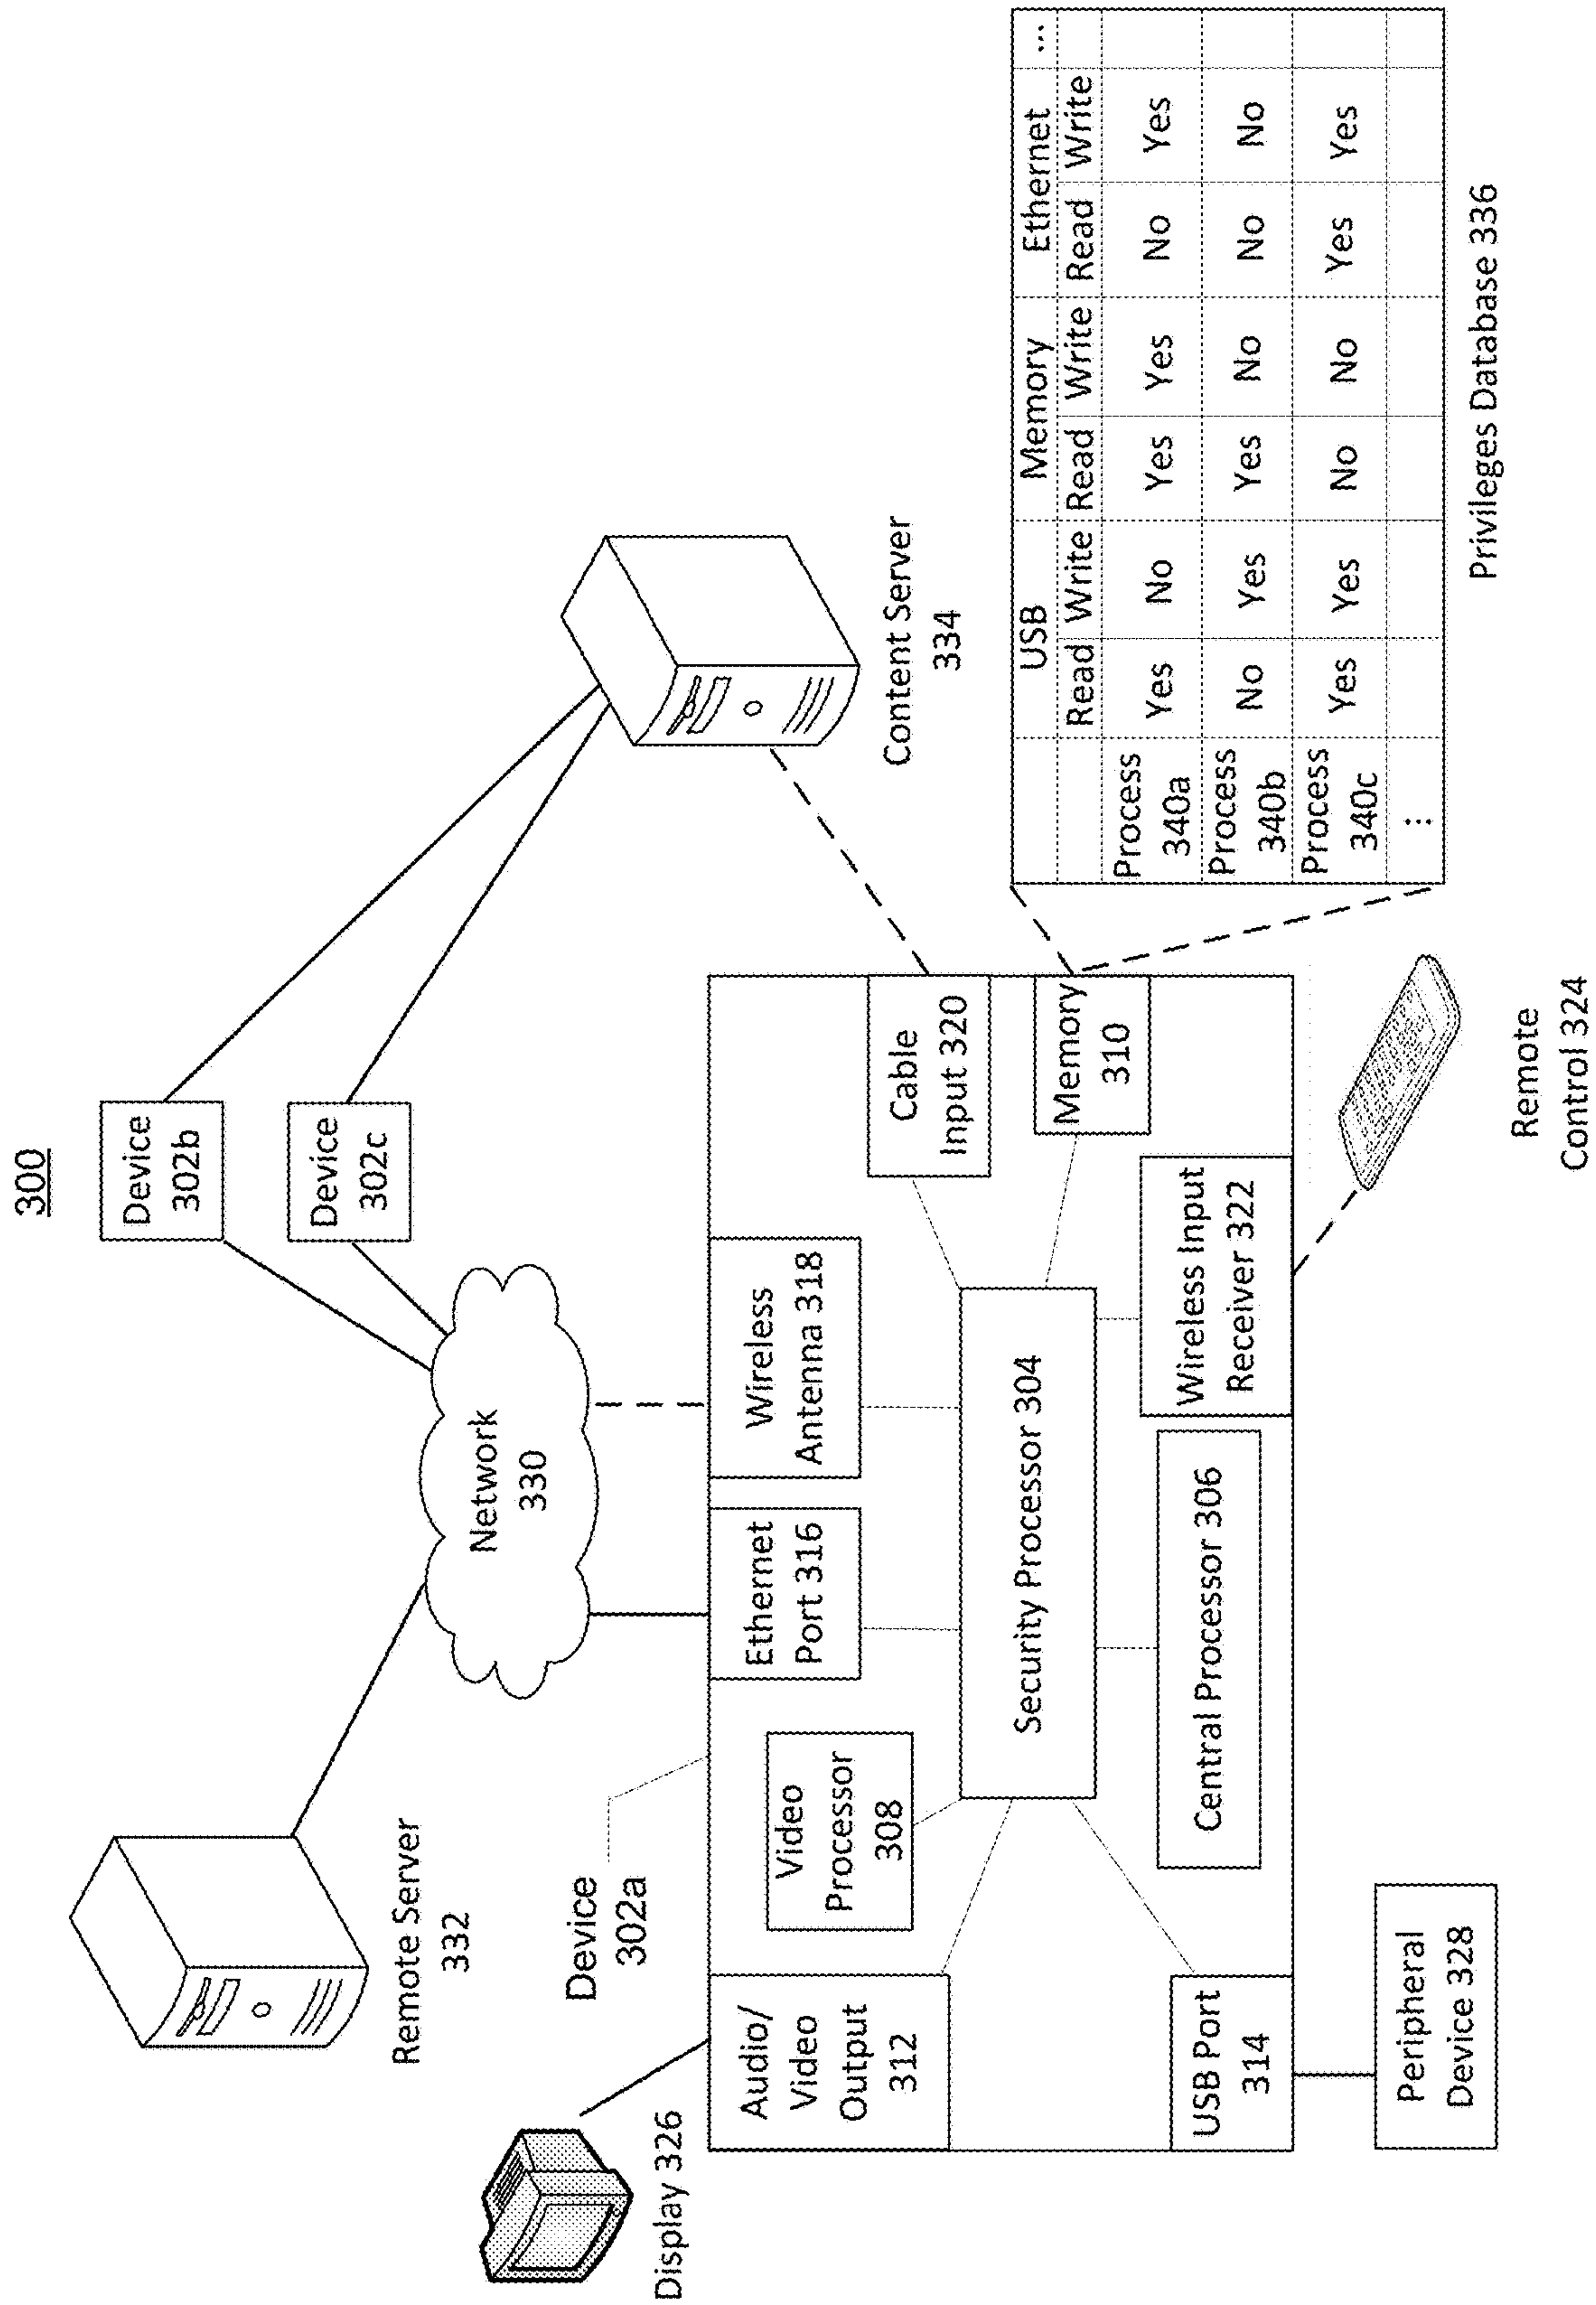 300
Remote Server
332
Device
302b
Device
302c
Network
330
Display 326
Device
302a
Content Server
334
Audio/
Video
Output
312
Video
Processor
308
Ethernet
Port 316
Wireless
Antenna 318
Cable
Input 320
Security Processor 304
Memory
310
USB Port
314
Central Processor 306
Wireless Input
Receiver 322
Peripheral
Device 328
Remote
Control 324
USB Memory Ethernet ...
Read Write Read Write Read Write
Process
340a Yes No Yes Yes No Yes
Process
340b No Yes Yes No No No
Process
340c Yes Yes No No Yes Yes
...
Privileges Database 336